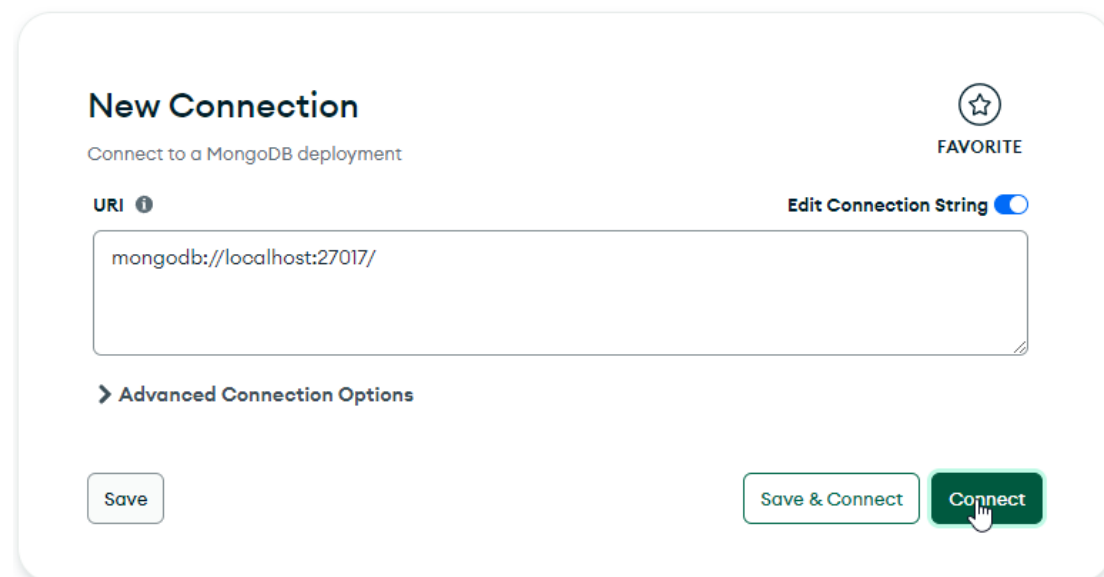 New Connection
FAVORITE
Connect to a MongoDB deployment
URI
Edit Connection String
mongodb://localhost:27017/
Advanced Connection Options
Save
Save & Connect
Connect